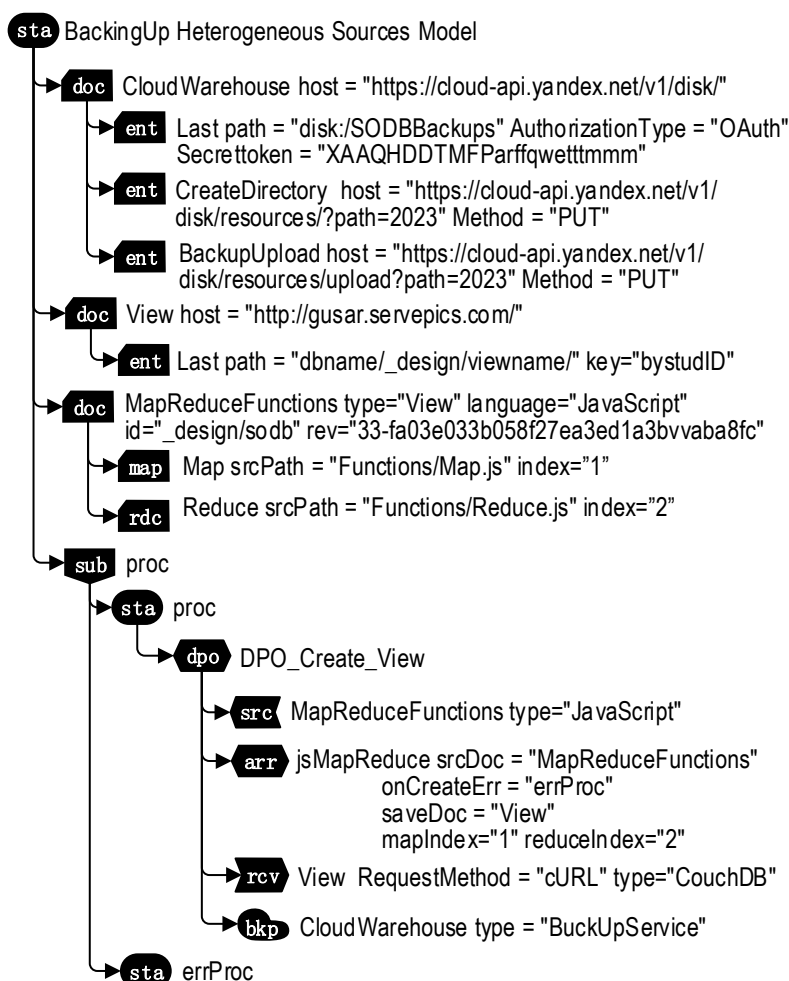 sta BackingUp Heterogeneous Sources Model
doc CloudWarehouse host = "https://cloud-api.yandex.net/v1/disk/"
ent Last path = "disk:/SODBBackups" AuthorizationType = "OAuth"
Secrettoken = "XAAQHDDTMFParffqwetttmmm"
ent CreateDirectory host = "https://cloud-api.yandex.net/v1/
disk/resources/?path=2023" Method = "PUT"
ent BackupUpload host = "https://cloud-api.yandex.net/v1/
disk/resources/upload?path=2023" Method = "PUT"
doc View host = "http://gusar.servepics.com/"
ent Last path = "dbname/_design/viewname/" key="bystudID"
doc MapReduceFunctions type="View" language="JavaScript"
id="_design/sodb" rev="33-fa03e033b058f27ea3ed1a3bvvaba8fc"
map Map srcPath = "Functions/Map.js" index="1”
rdc Reduce srcPath = "Functions/Reduce.js" index=”2”
sub proc
sta proc
dpo DPO_Create_View
src MapReduceFunctions type="JavaScript"
arr jsMapReduce srcDoc = "MapReduceFunctions"
onCreateErr = "errProc"
saveDoc = "View"
mapIndex="1" reduceIndex="2"
rcv View RequestMethod = "cURL" type="CouchDB"
bkp CloudWarehouse type = "BuckUpService"
sta errProc